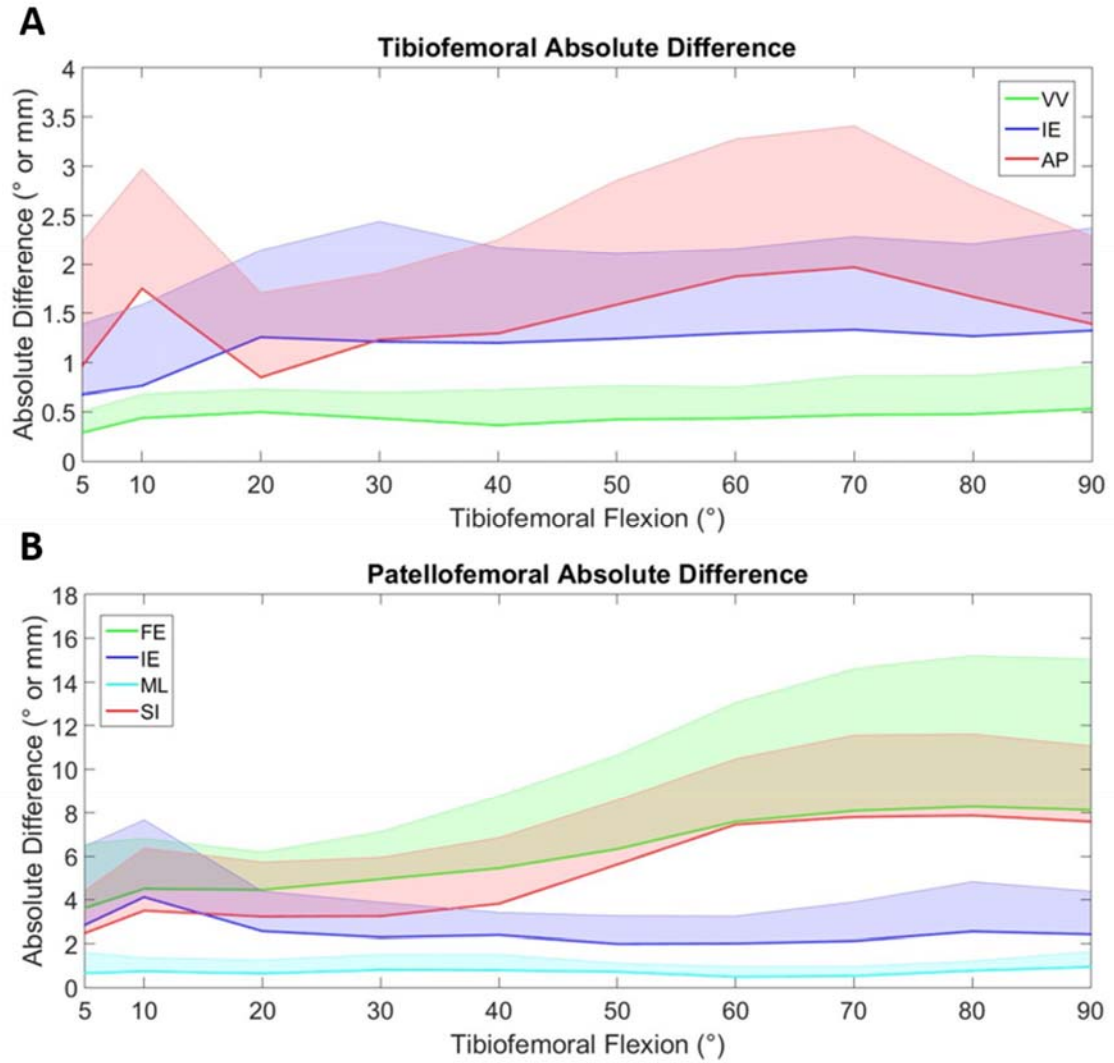 A
Tibiofemoral Absolute Difference
Absolute Difference (° or mm)
4
3.5
3
2.5
2
1.5
1
0.5
0
VV
IE
AP
5 10 20 30 40 50 60 70 80 90
Tibiofemoral Flexion (°)
B
Patellofemoral Absolute Difference
Absolute Difference (° or mm)
18
16
14
12
10
8
6
4
2
0
FE
IE
ML
SI
5 10 20 30 40 50 60 70 80 90
Tibiofemoral Flexion (°)